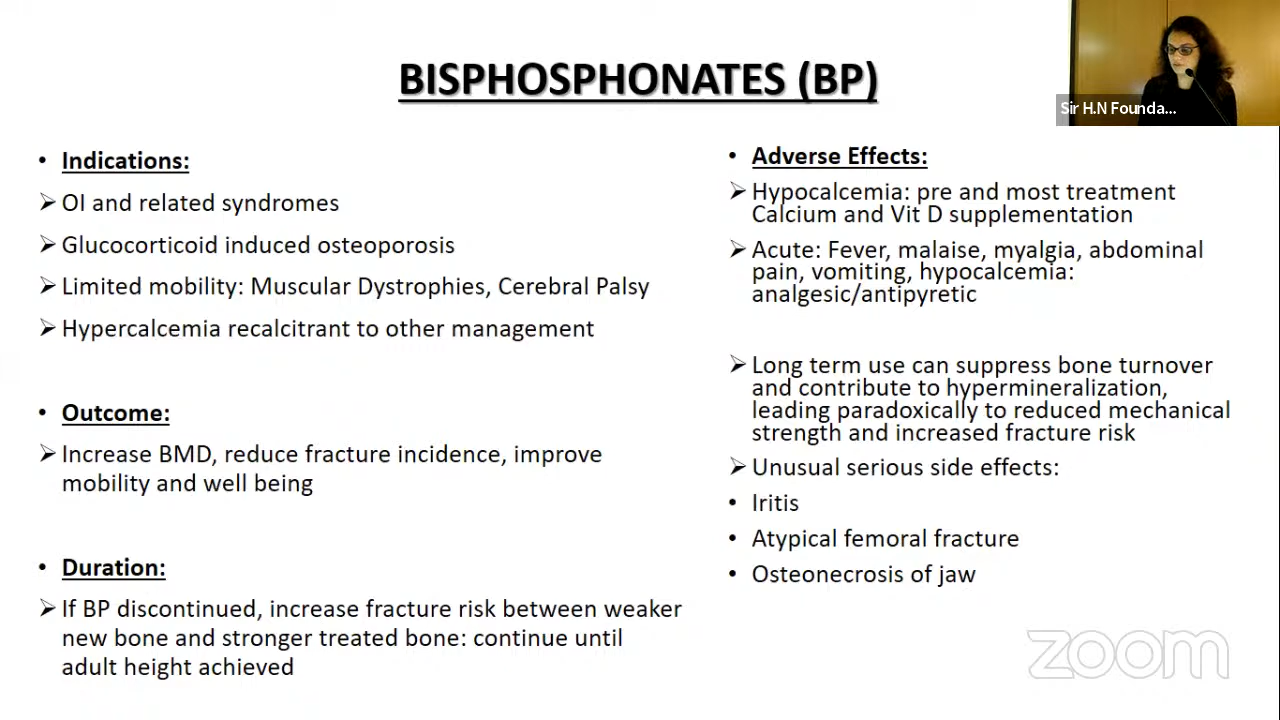 BISPHOSPHONATES (BP)
Sir H.N Founda...
• Indications:
➢ OI and related syndromes
➢ Glucocorticoid induced osteoporosis
➢ Limited mobility: Muscular Dystrophies, Cerebral Palsy
➢ Hypercalcemia recalcitrant to other management
• Outcome:
➢ Increase BMD, reduce fracture incidence, improve
mobility and well being
• Duration:
➢ If BP discontinued, increase fracture risk between weaker
new bone and stronger treated bone: continue until
adult height achieved
• Adverse Effects:
➢ Hypocalcemia: pre and most treatment
Calcium and Vit D supplementation
➢ Acute: Fever, malaise, myalgia, abdominal
pain, vomiting, hypocalcemia:
analgesic/antipyretic
➢ Long term use can suppress bone turnover
and contribute to hypermineralization,
leading paradoxically to reduced mechanical
strength and increased fracture risk
➢ Unusual serious side effects:
• Iritis
• Atypical femoral fracture
• Osteonecrosis of jaw
zoom